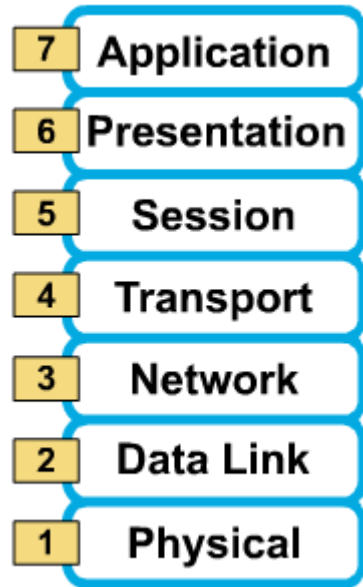 7 Application
6 Presentation
5 Session
4 Transport
3 Network
2 Data Link
1 Physical